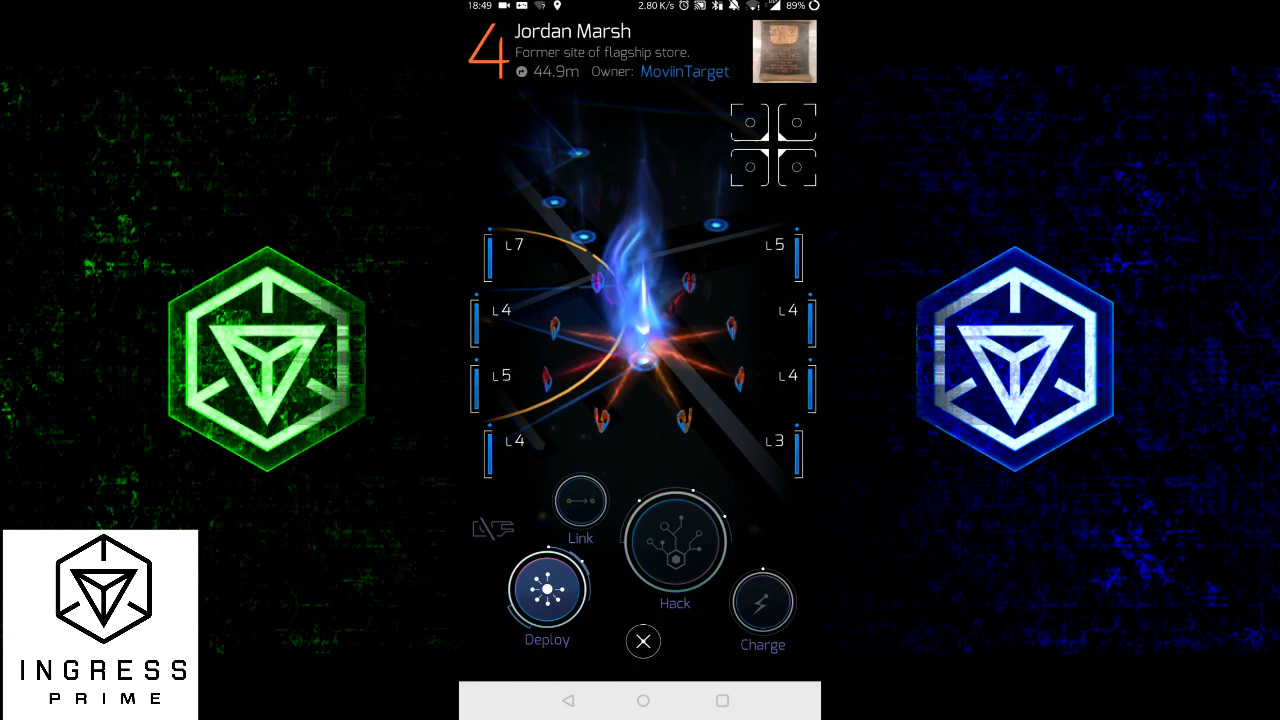 18:49
2.80 K/s
89%
4
Jordan Marsh
Former site of flagship store.
44.9m Owner: MoviinTarget
L7
L5
L4
L4
L5
L4
L4
L3
Link
Hack
Deploy
Charge
INGRESS
PRIME